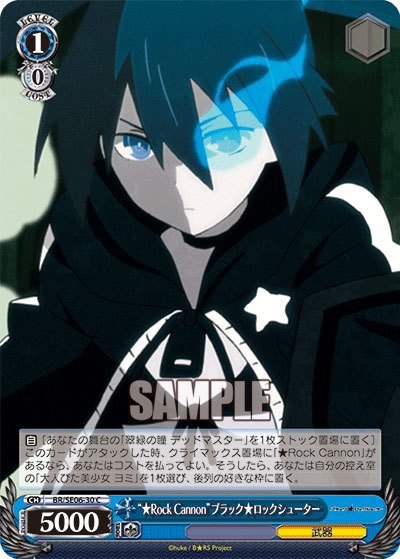 LEVEL
1
0
COST
SAMPLE
自【[あなたの舞台の「翠緑の瞳 デッドマスター」を1枚ストック置場に置く]
このカードがアタックした時、クライマックス置場に「★Rock Cannon」が
あるなら、あなたはコストを払ってよい。そうしたら、あなたは自分の控え室
の「大人びた美少女 ヨミ」を1枚選び、後列の好きな枠に置く。
CH BR/SE06-30 C
"★Rock Cannon"ブラック★ロックシューター
5000
武器
©huke / B★RS Project